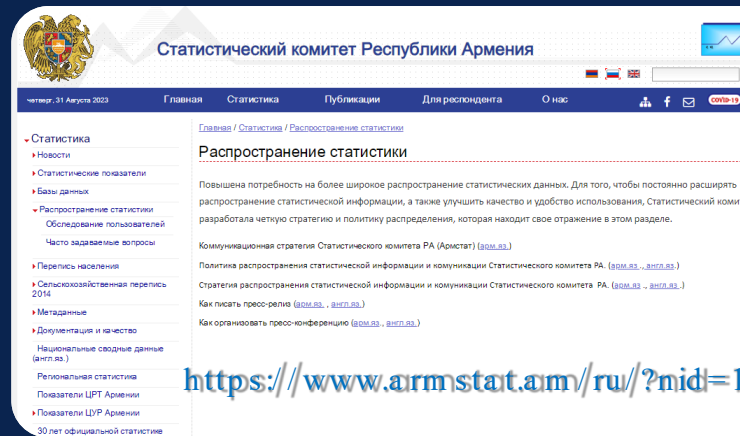 Статистический комитет Республики Армения
четверг, 31 Августа 2023
Главная Статистика Публикации Для респондента О нас
COVID-19
Главная / Статистика / Распространение статистики
Распространение статистики
Статистика
Новости
Статистические показатели
Базы данных
Распространение статистики
Обследование пользователей
Часто задаваемые вопросы
Перепись населения
Сельскохозяйственная перепись
2014
Метаданные
Документация и качество
Национальные сводные данные
(англ.яз.)
Региональная статистика
Показатели ЦРТ Армении
Показатели ЦУР Армении
30 лет официальной статистике
Повышена потребность на более широкое распространение статистических данных. Для того, чтобы постоянно расширять
распространение статистической информации, а также улучшить качество и удобство использования, Статистический коми
разработала четкую стратегию и политику распределения, которая находит свое отражение в этом разделе.
Коммуникационная стратегия Статистического комитета РА (Армстат) (арм.яз.)
Политика распространения статистической информации и комуникации Статистического комитета РА. (арм.яз ., англ.яз.)
Стратегия распространения статистической информации и комуникации Статистического комитета РА. (арм.яз ., англ.яз .)
Как писать пресс-релиз (арм.яз. , англ.яз.)
Как организовать пресс-конференцию (арм.яз., англ.яз.)
https://www.armstat.am/ru/?nid=1